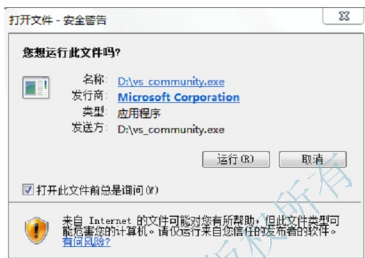 打开文件 - 安全警告
您想运行此文件吗?
名称: D:\vs_community.exe
发行商: Microsoft Corporation
类型: 应用程序
发送方: D:\vs_community.exe
运行(R) 取消
打开此文件前总是询问(W)
来自 Internet 的文件可能对您有所帮助,但此文件类型可
能危害您的计算机。请仅运行来自您信任的发布者的软件。
有何风险?
版权所有